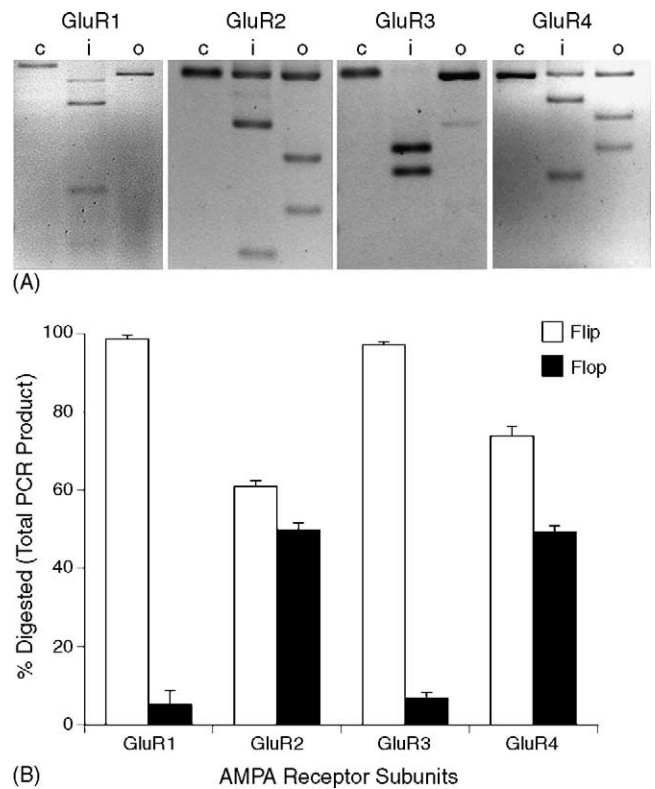 GluR1 GluR2 GluR3 GluR4
c i o c i o c i o c i o
(A)
100
80
60
40
20
0
% Digested (Total PCR Product)
Flip
Flop
GluR1 GluR2 GluR3 GluR4
(B) AMPA Receptor Subunits